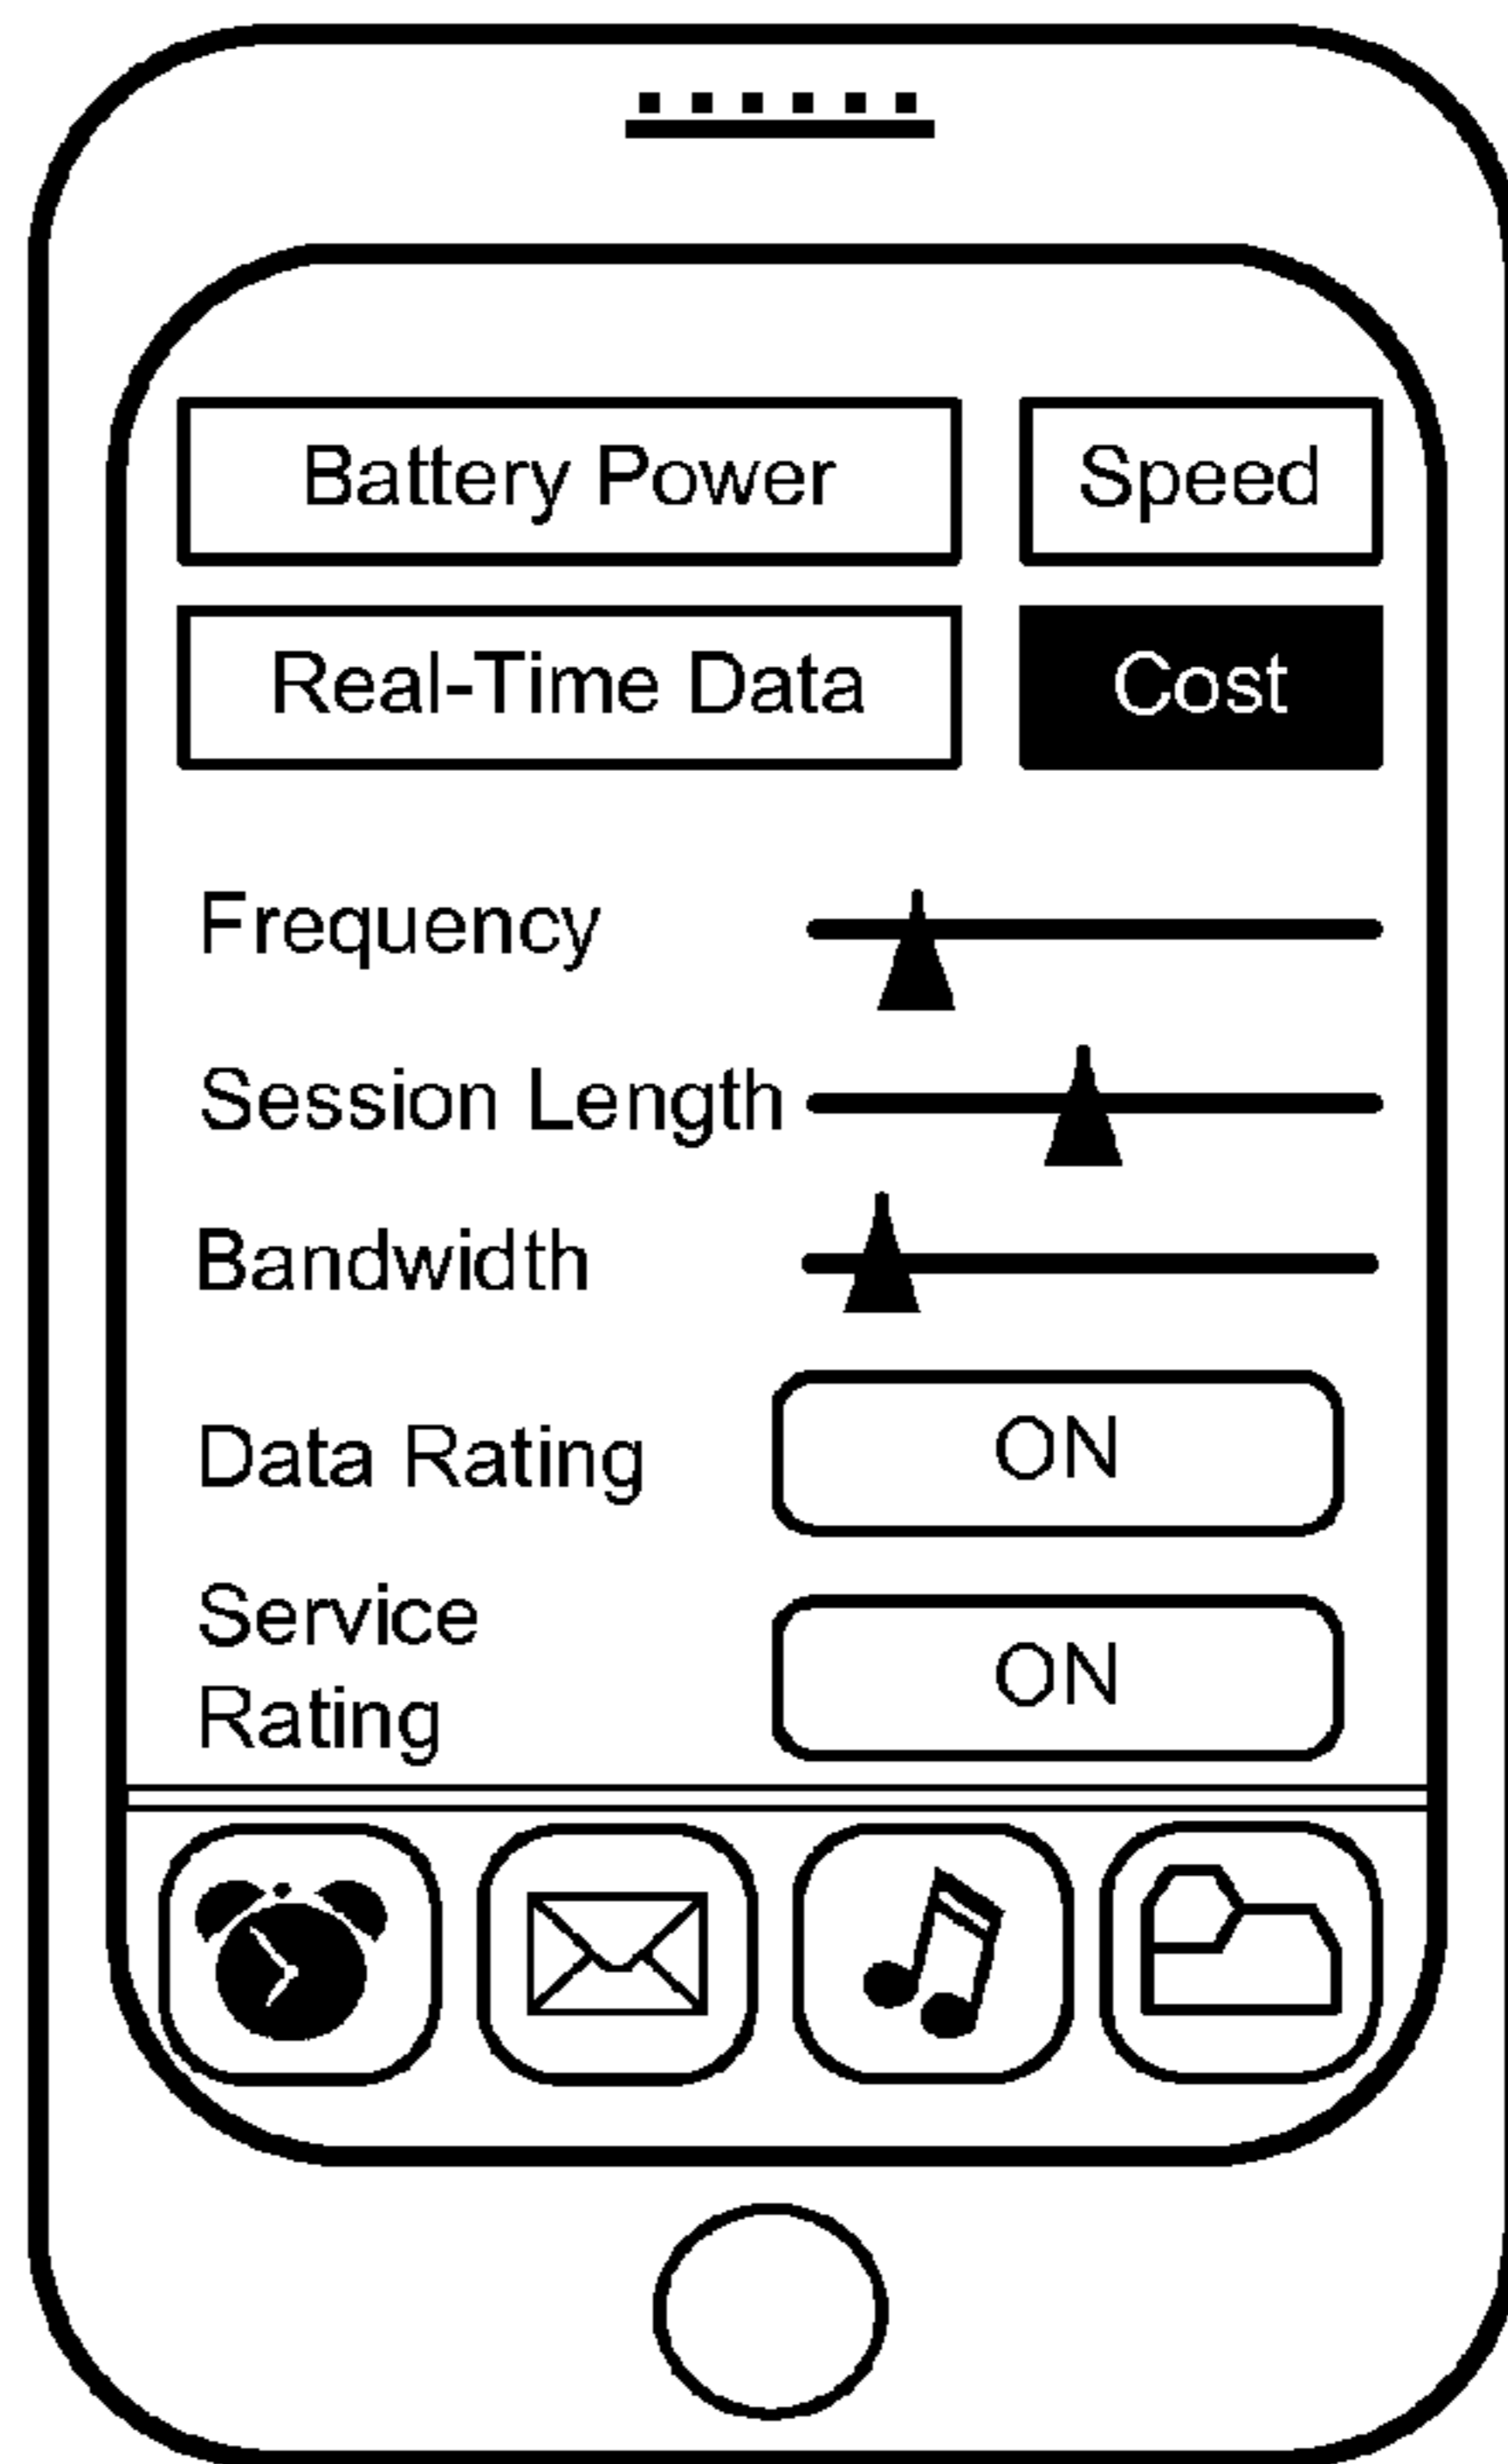 Battery Power
Speed
Real-Time Data
Cost
Frequency
Session Length
Bandwidth
Data Rating
ON
Service
Rating
ON